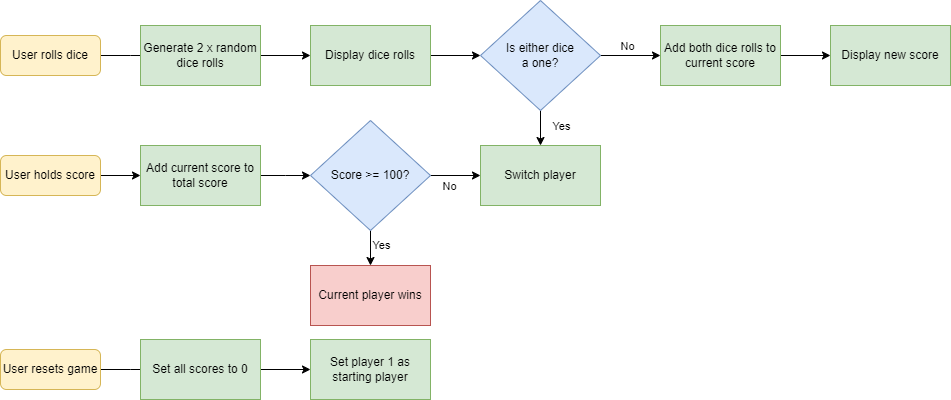 User rolls dice
Generate 2 x random
dice rolls
Display dice rolls
Is either dice
a one?
No
Add both dice rolls to
current score
Display new score
Yes
User holds score
Add current score to
total score
Score >= 100?
No
Switch player
Yes
Current player wins
User resets game
Set all scores to 0
Set player 1 as
starting player